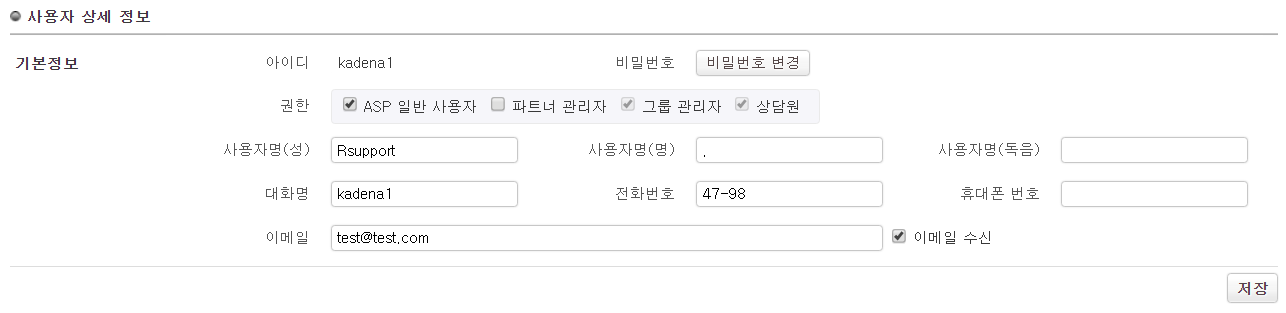 사용자 상세 정보
기본정보 아이디 kadena1 비밀번호 비밀번호 변경
권한 ASP 일반 사용자 파트너 관리자 그룹 관리자 상담원
사용자명(성) Rsupport 사용자명(명) . 사용자명(독음)
대화명 kadena1 전화번호 47-98 휴대폰 번호
이메일 test@test.com 이메일 수신
저장